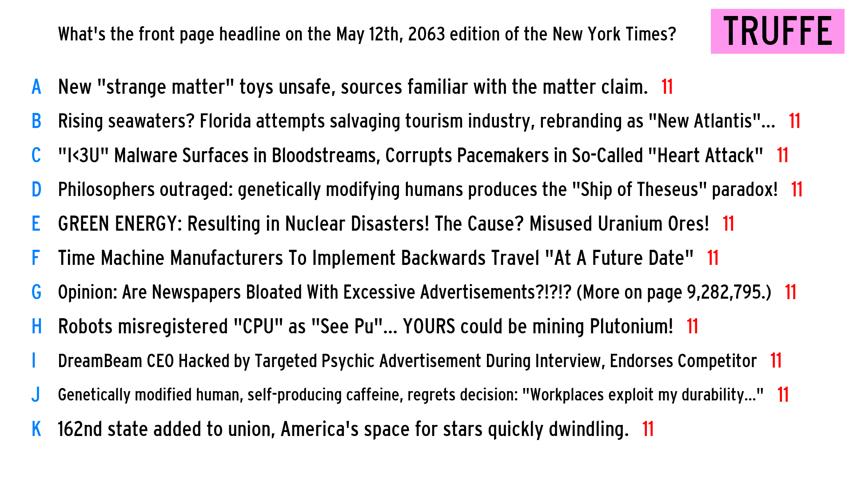 What's the front page headline on the May 12th, 2063 edition of the New York Times?
TRUFFE
A New "strange matter" toys unsafe, sources familiar with the matter claim. 11
B Rising seawaters? Florida attempts salvaging tourism industry, rebranding as "New Atlantis"... 11
C "I<3U" Malware Surfaces in Bloodstreams, Corrupts Pacemakers in So-Called "Heart Attack" 11
D Philosophers outraged: genetically modifying humans produces the "Ship of Theseus" paradox! 11
E GREEN ENERGY: Resulting in Nuclear Disasters! The Cause? Misused Uranium Ores! 11
F Time Machine Manufacturers To Implement Backwards Travel "At A Future Date" 11
G Opinion: Are Newspapers Bloated With Excessive Advertisements?!?!? (More on page 9,282,795.) 11
H Robots misregistered "CPU" as "See Pu"... YOURS could be mining Plutonium! 11
I DreamBeam CEO Hacked by Targeted Psychic Advertisement During Interview, Endorses Competitor 11
J Genetically modified human, self-producing caffeine, regrets decision: "Workplaces exploit my durability..." 11
K 162nd state added to union, America's space for stars quickly dwindling. 11